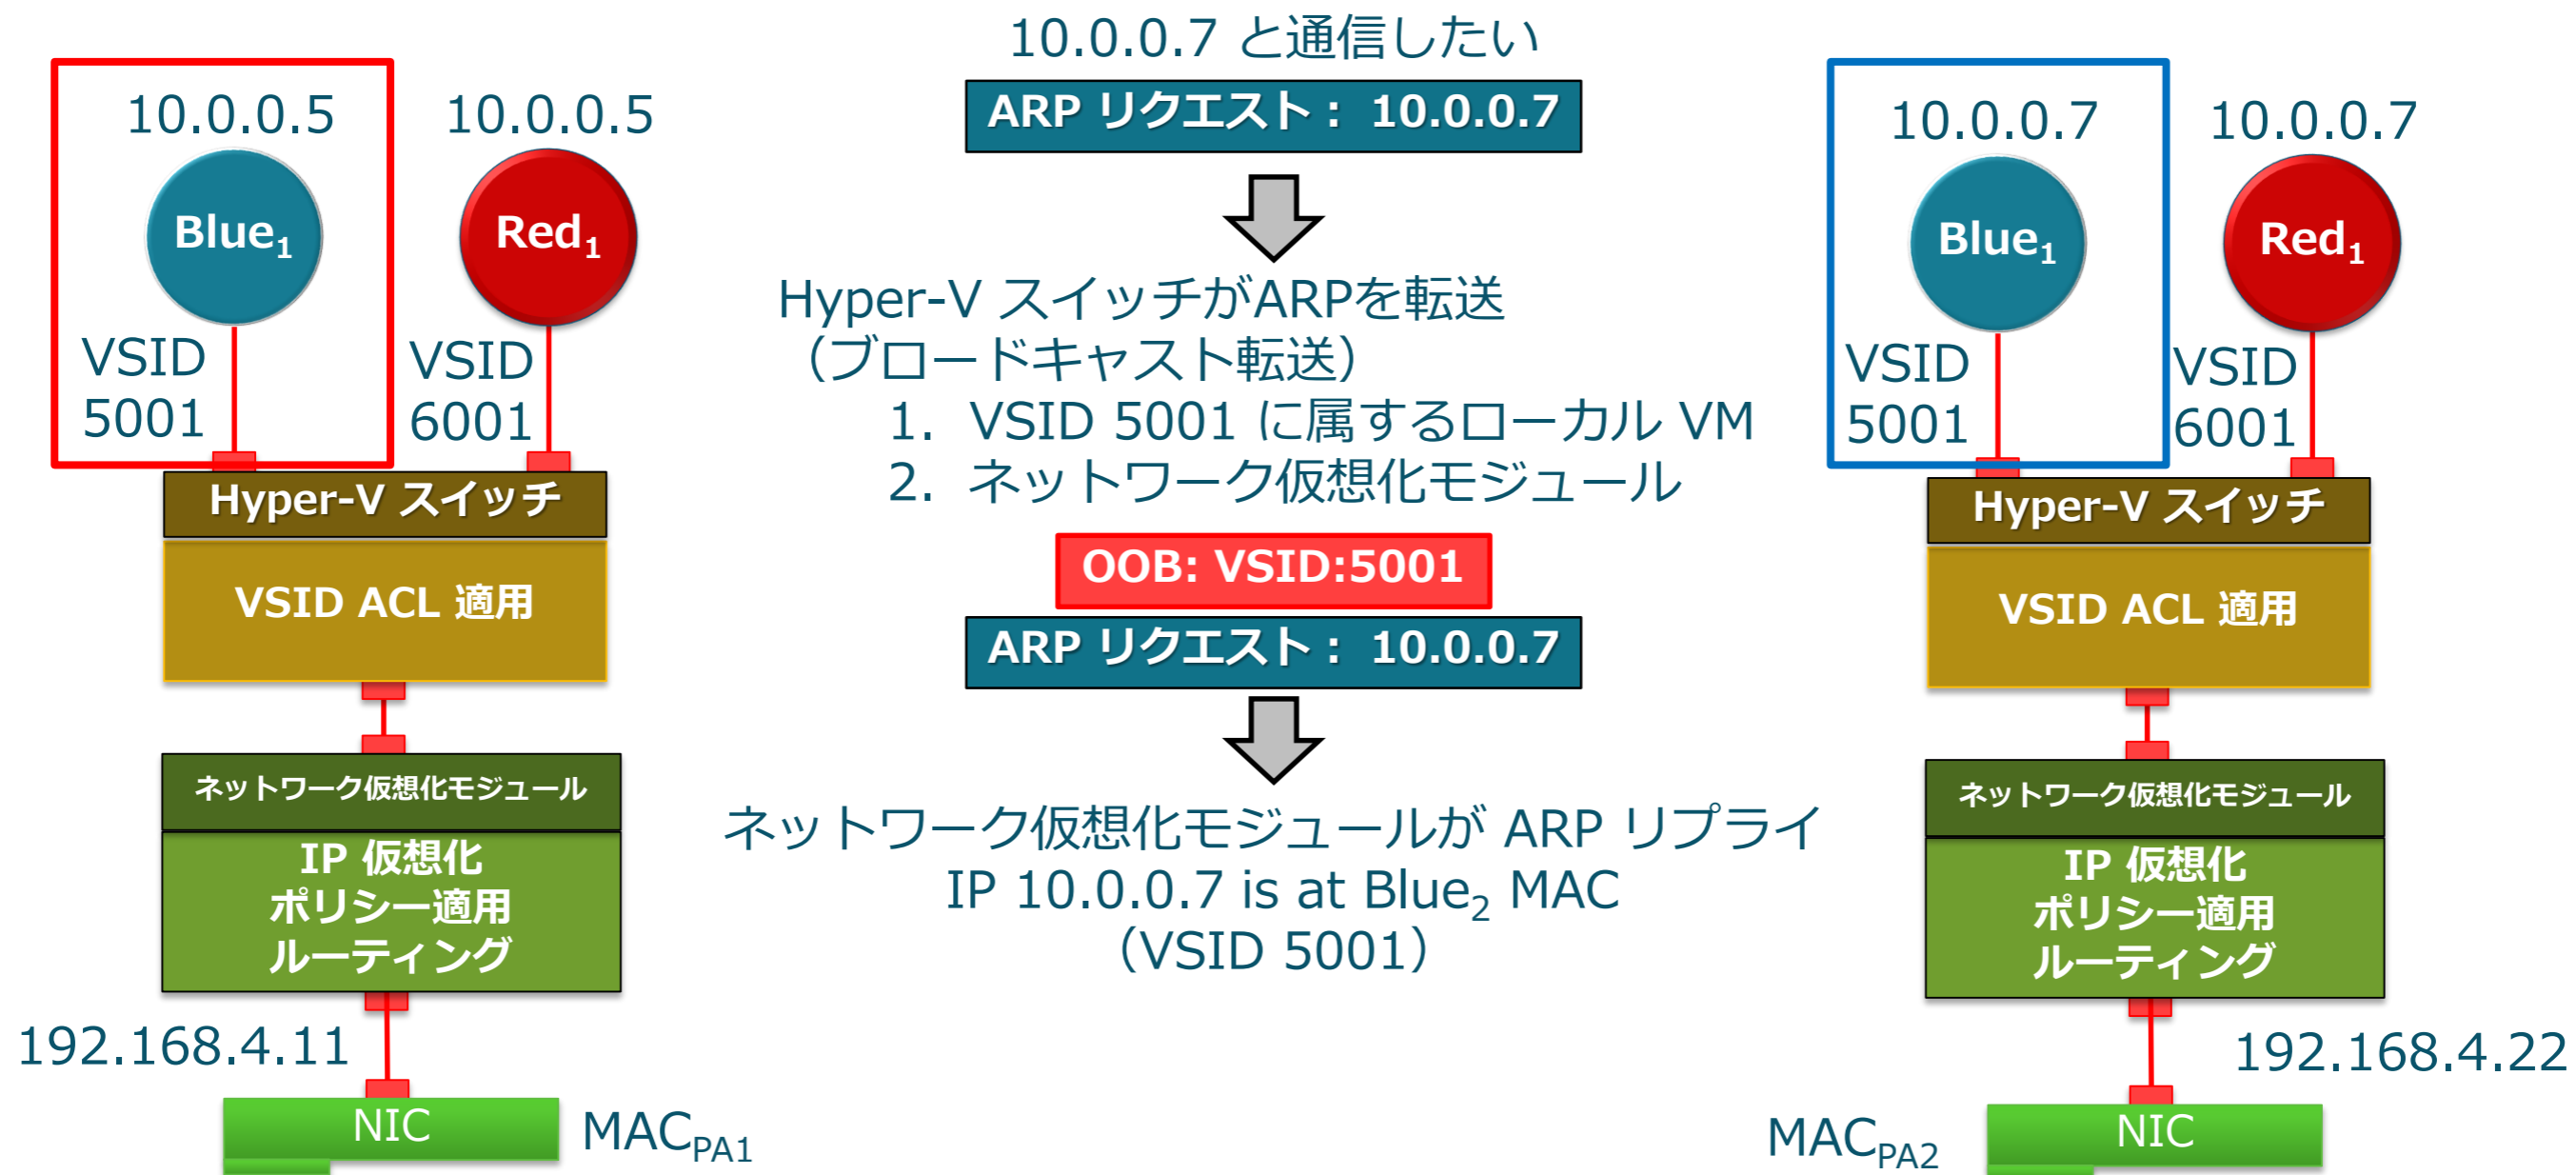 10.0.0.5
10.0.0.5
Blue₁
Red₁
VSID
5001
VSID
6001
Hyper-V スイッチ
VSID ACL 適用
ネットワーク仮想化モジュール
IP 仮想化
ポリシー適用
ルーティング
192.168.4.11
NIC
MAC_PA1
10.0.0.7 と通信したい
ARP リクエスト： 10.0.0.7
Hyper-V スイッチがARPを転送
（ブロードキャスト転送）
1. VSID 5001 に属するローカル VM
2. ネットワーク仮想化モジュール
OOB: VSID:5001
ARP リクエスト： 10.0.0.7
ネットワーク仮想化モジュールが ARP リプライ
IP 10.0.0.7 is at Blue₂ MAC
（VSID 5001）
10.0.0.7
10.0.0.7
Blue₁
Red₁
VSID
5001
VSID
6001
Hyper-V スイッチ
VSID ACL 適用
ネットワーク仮想化モジュール
IP 仮想化
ポリシー適用
ルーティング
192.168.4.22
MAC_PA2
NIC